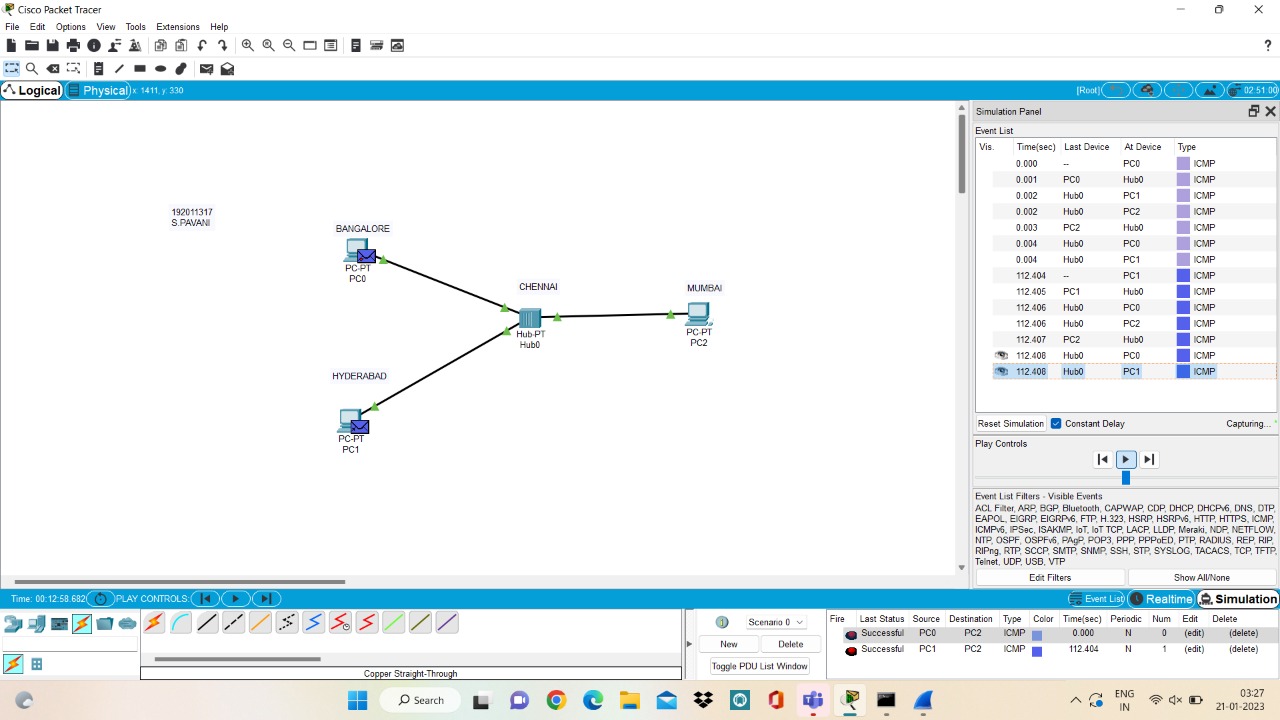 Cisco Packet Tracer
File Edit Options View Tools Extensions Help
?
Logical Physical x: 1411, y: 330 [Root] 02:51:00
192011317
S.PAVANI
BANGALORE
PC-PT
PC0
CHENNAI
Hub-PT
Hub0
MUMBAI
PC-PT
PC2
HYDERABAD
PC-PT
PC1
Simulation Panel
Event List
Vis. Time(sec) Last Device At Device Type
0.000 -- PC0 ICMP
0.001 PC0 Hub0 ICMP
0.002 Hub0 PC1 ICMP
0.002 Hub0 PC2 ICMP
0.003 PC2 Hub0 ICMP
0.004 Hub0 PC0 ICMP
0.004 Hub0 PC1 ICMP
112.404 -- PC1 ICMP
112.405 PC1 Hub0 ICMP
112.406 Hub0 PC0 ICMP
112.406 Hub0 PC2 ICMP
112.407 PC2 Hub0 ICMP
112.408 Hub0 PC0 ICMP
112.408 Hub0 PC1 ICMP
Reset Simulation Constant Delay Capturing...
Play Controls
Event List Filters - Visible Events
ACL Filter, ARP, BGP, Bluetooth, CAPWAP, CDP, DHCP, DHCPv6, DNS, DTP,
EAPOL, EIGRP, EIGRPv6, FTP, H.323, HSRP, HSRPv6, HTTP, HTTPS, ICMP,
ICMPv6, IPSec, ISAKMP, IoT, IoT TCP, LACP, LLDP, Meraki, NDP, NETFLOW,
NTP, OSPF, OSPFv6, PAgP, POP3, PPP, PPPoED, PTP, RADIUS, REP, RIP,
RIPng, RTP, SCCP, SMTP, SNMP, SSH, STP, SYSLOG, TACACS, TCP, TFTP,
Telnet, UDP, USB, VTP
Edit Filters Show All/None
Time: 00:12:58.682 PLAY CONTROLS: Event List Realtime Simulation
Scenario 0
New Delete
Toggle PDU List Window
Copper Straight-Through
Fire Last Status Source Destination Type Color Time(sec) Periodic Num Edit Delete
Successful PC0 PC2 ICMP 0.000 N 0 (edit) (delete)
Successful PC1 PC2 ICMP 112.404 N 1 (edit) (delete)
Search
ENG
IN
03:27
21-01-2023